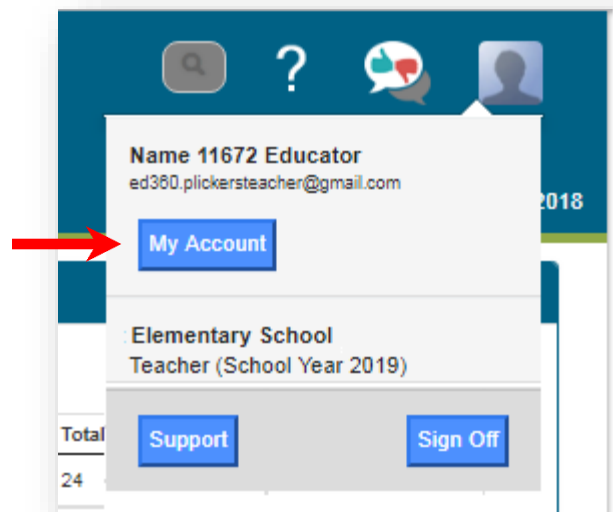 ?
Name 11672 Educator
ed360.plickersteacher@gmail.com
2018
My Account
Elementary School
Teacher (School Year 2019)
Total
Support
Sign Off
24